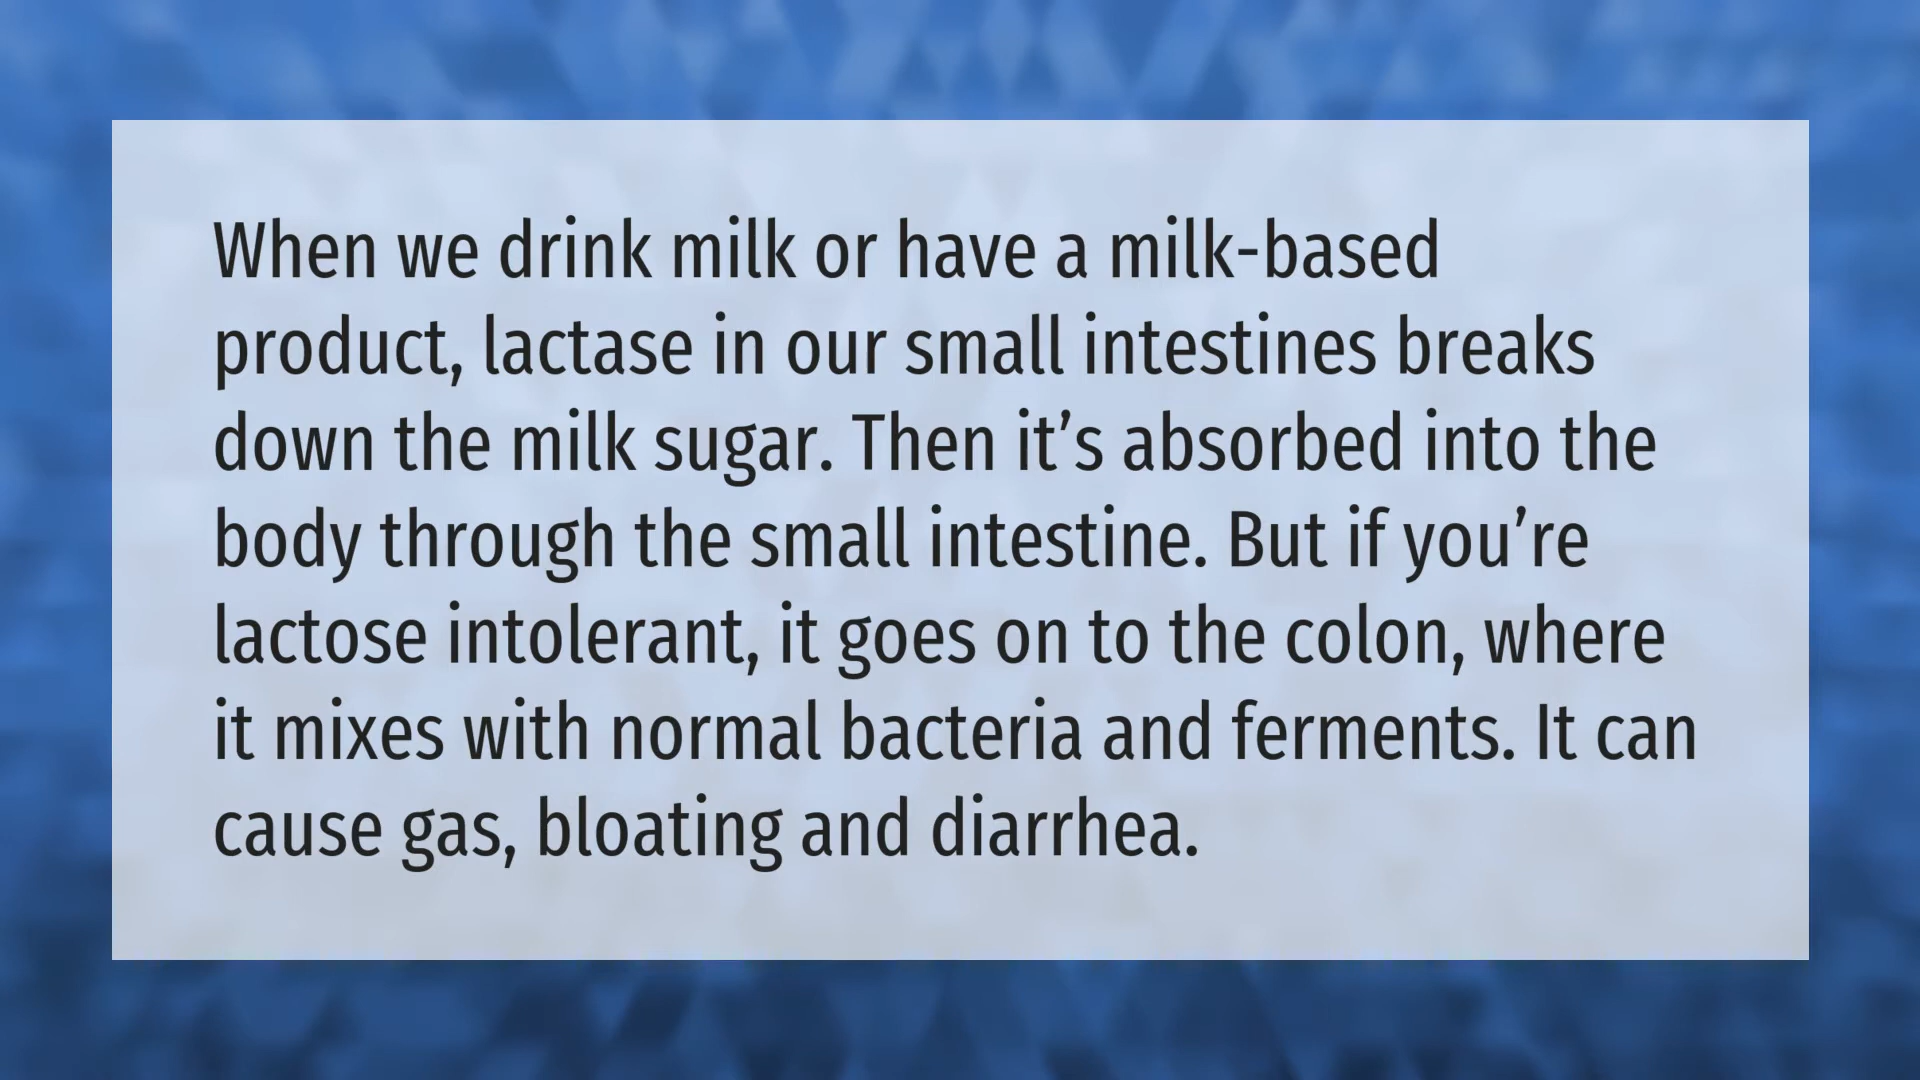 When we drink milk or have a milk-based
product, lactase in our small intestines breaks
down the milk sugar. Then it’s absorbed into the
body through the small intestine. But if you’re
lactose intolerant, it goes on to the colon, where
it mixes with normal bacteria and ferments. It can
cause gas, bloating and diarrhea.